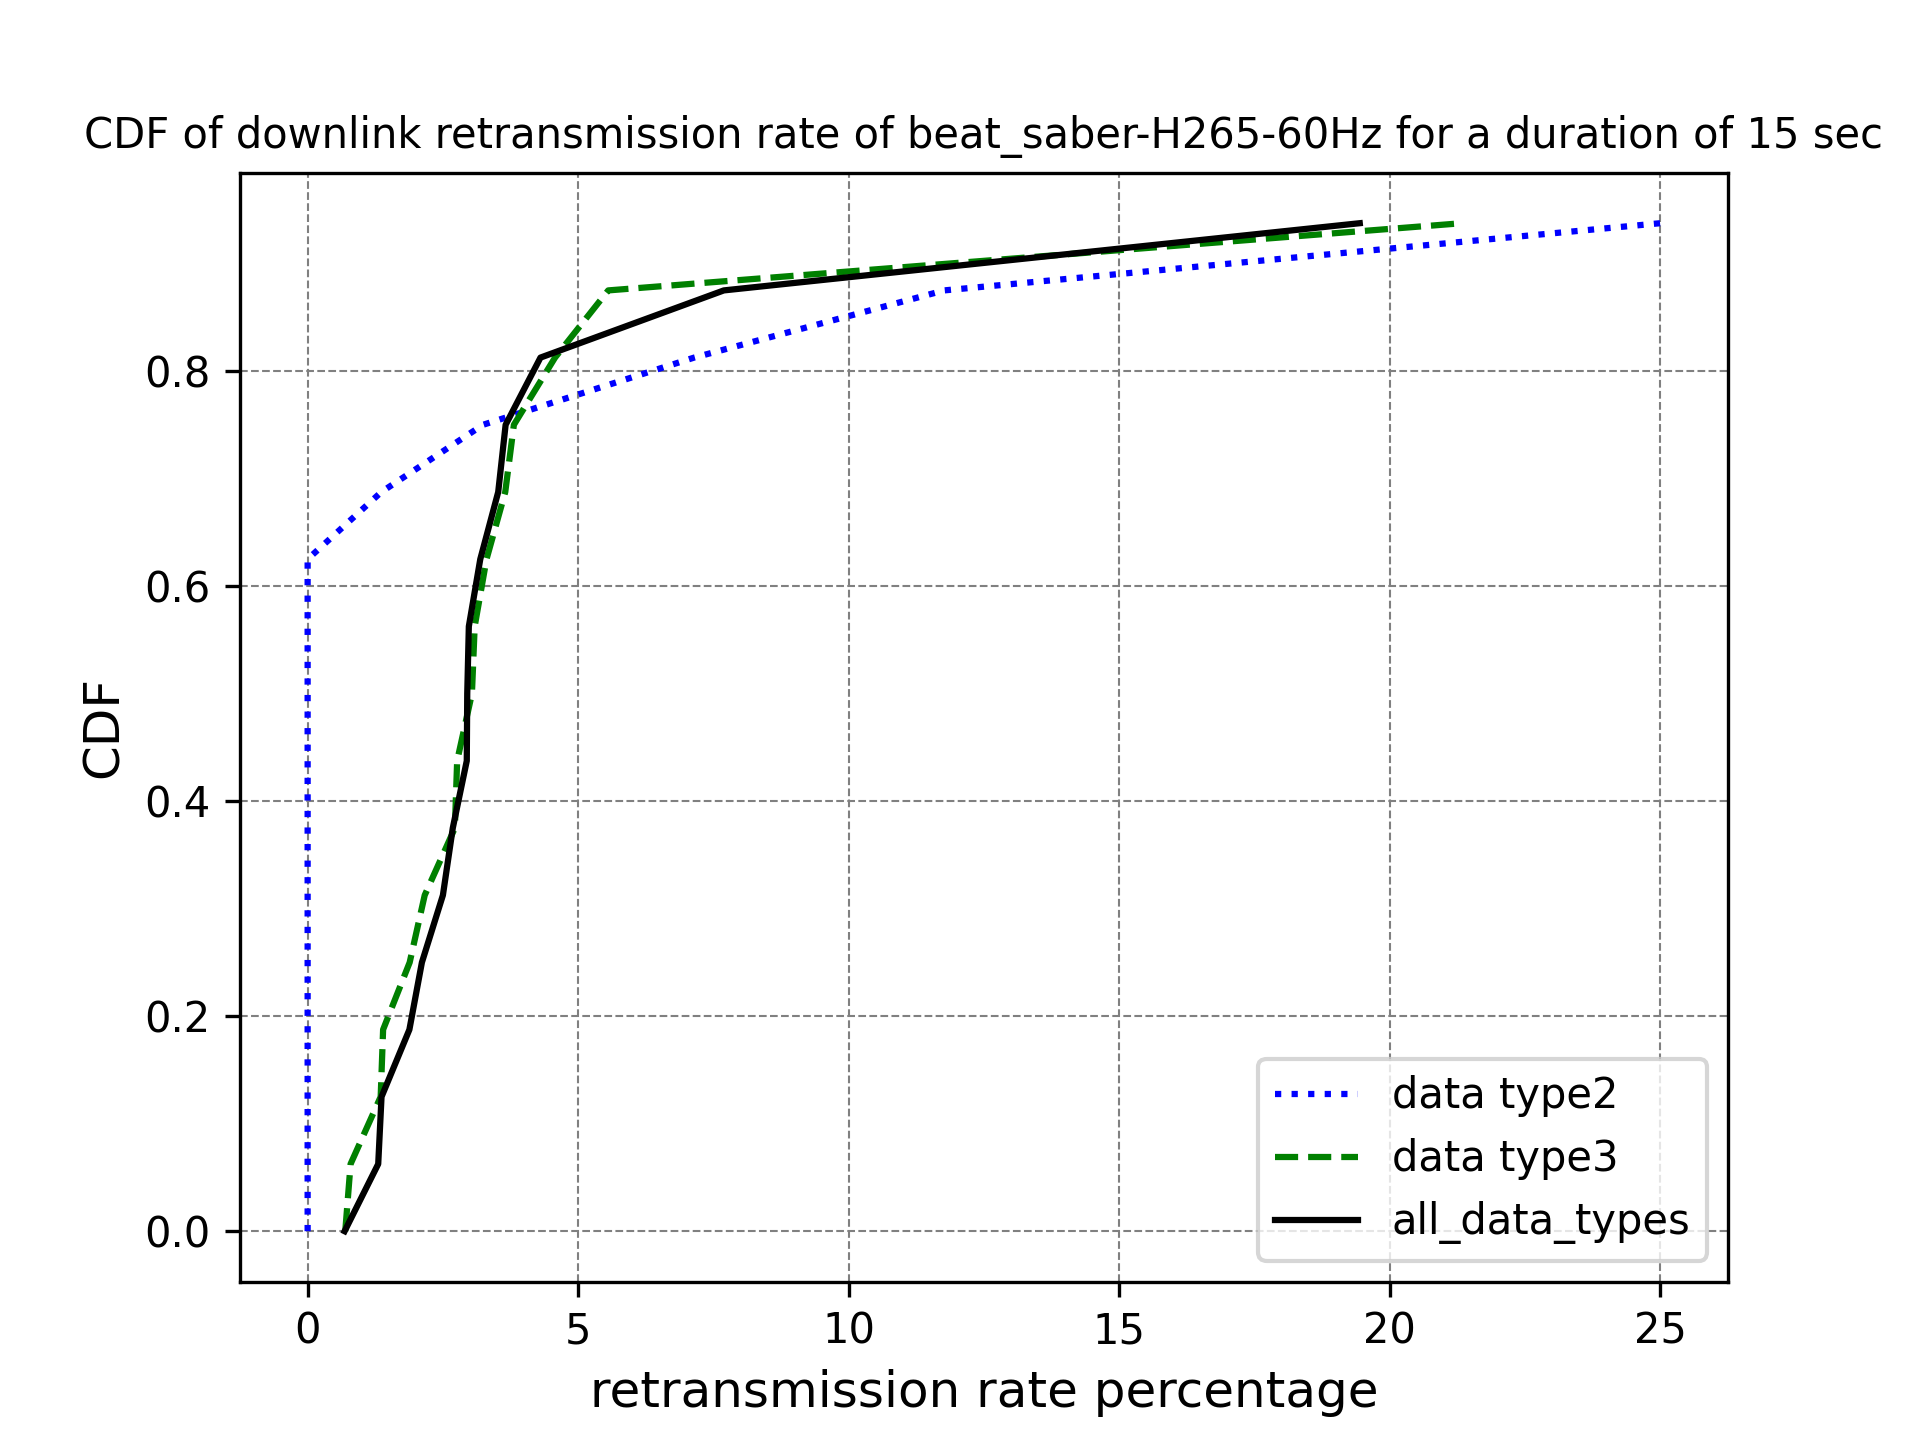 CDF of downlink retransmission rate of beat_saber-H265-60Hz for a duration of 15 sec
CDF
0.8
0.6
0.4
0.2
0.0
0 5 10 15 20 25
retransmission rate percentage
data type2
data type3
all_data_types